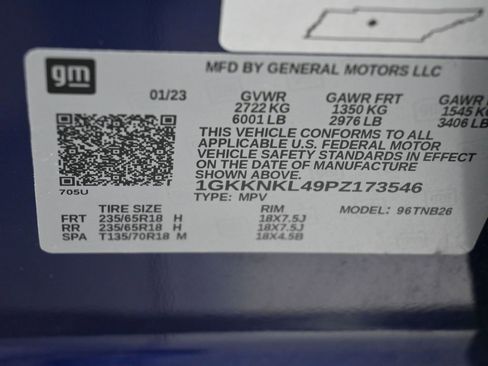 gm
MFD BY GENERAL MOTORS LLC
01/23 GVWR GAWR FRT GAWR
2722 KG 1350 KG 1545 KG
6001 LB 2976 LB 3406 LB
THIS VEHICLE CONFORMS TO ALL
APPLICABLE U.S. FEDERAL MOTOR
VEHICLE SAFETY STANDARDS IN EFFECT
ON THE DATE OF MANUFACTURE
SHOWN ABOVE.
705U 1GKKNKL49PZ173546
TYPE: MPV MODEL: 96TNB26
TIRE SIZE RIM
FRT 235/65R18 H 18X7.5J
RR 235/65R18 H 18X7.5J
SPA T135/70R18 M 18X4.5B